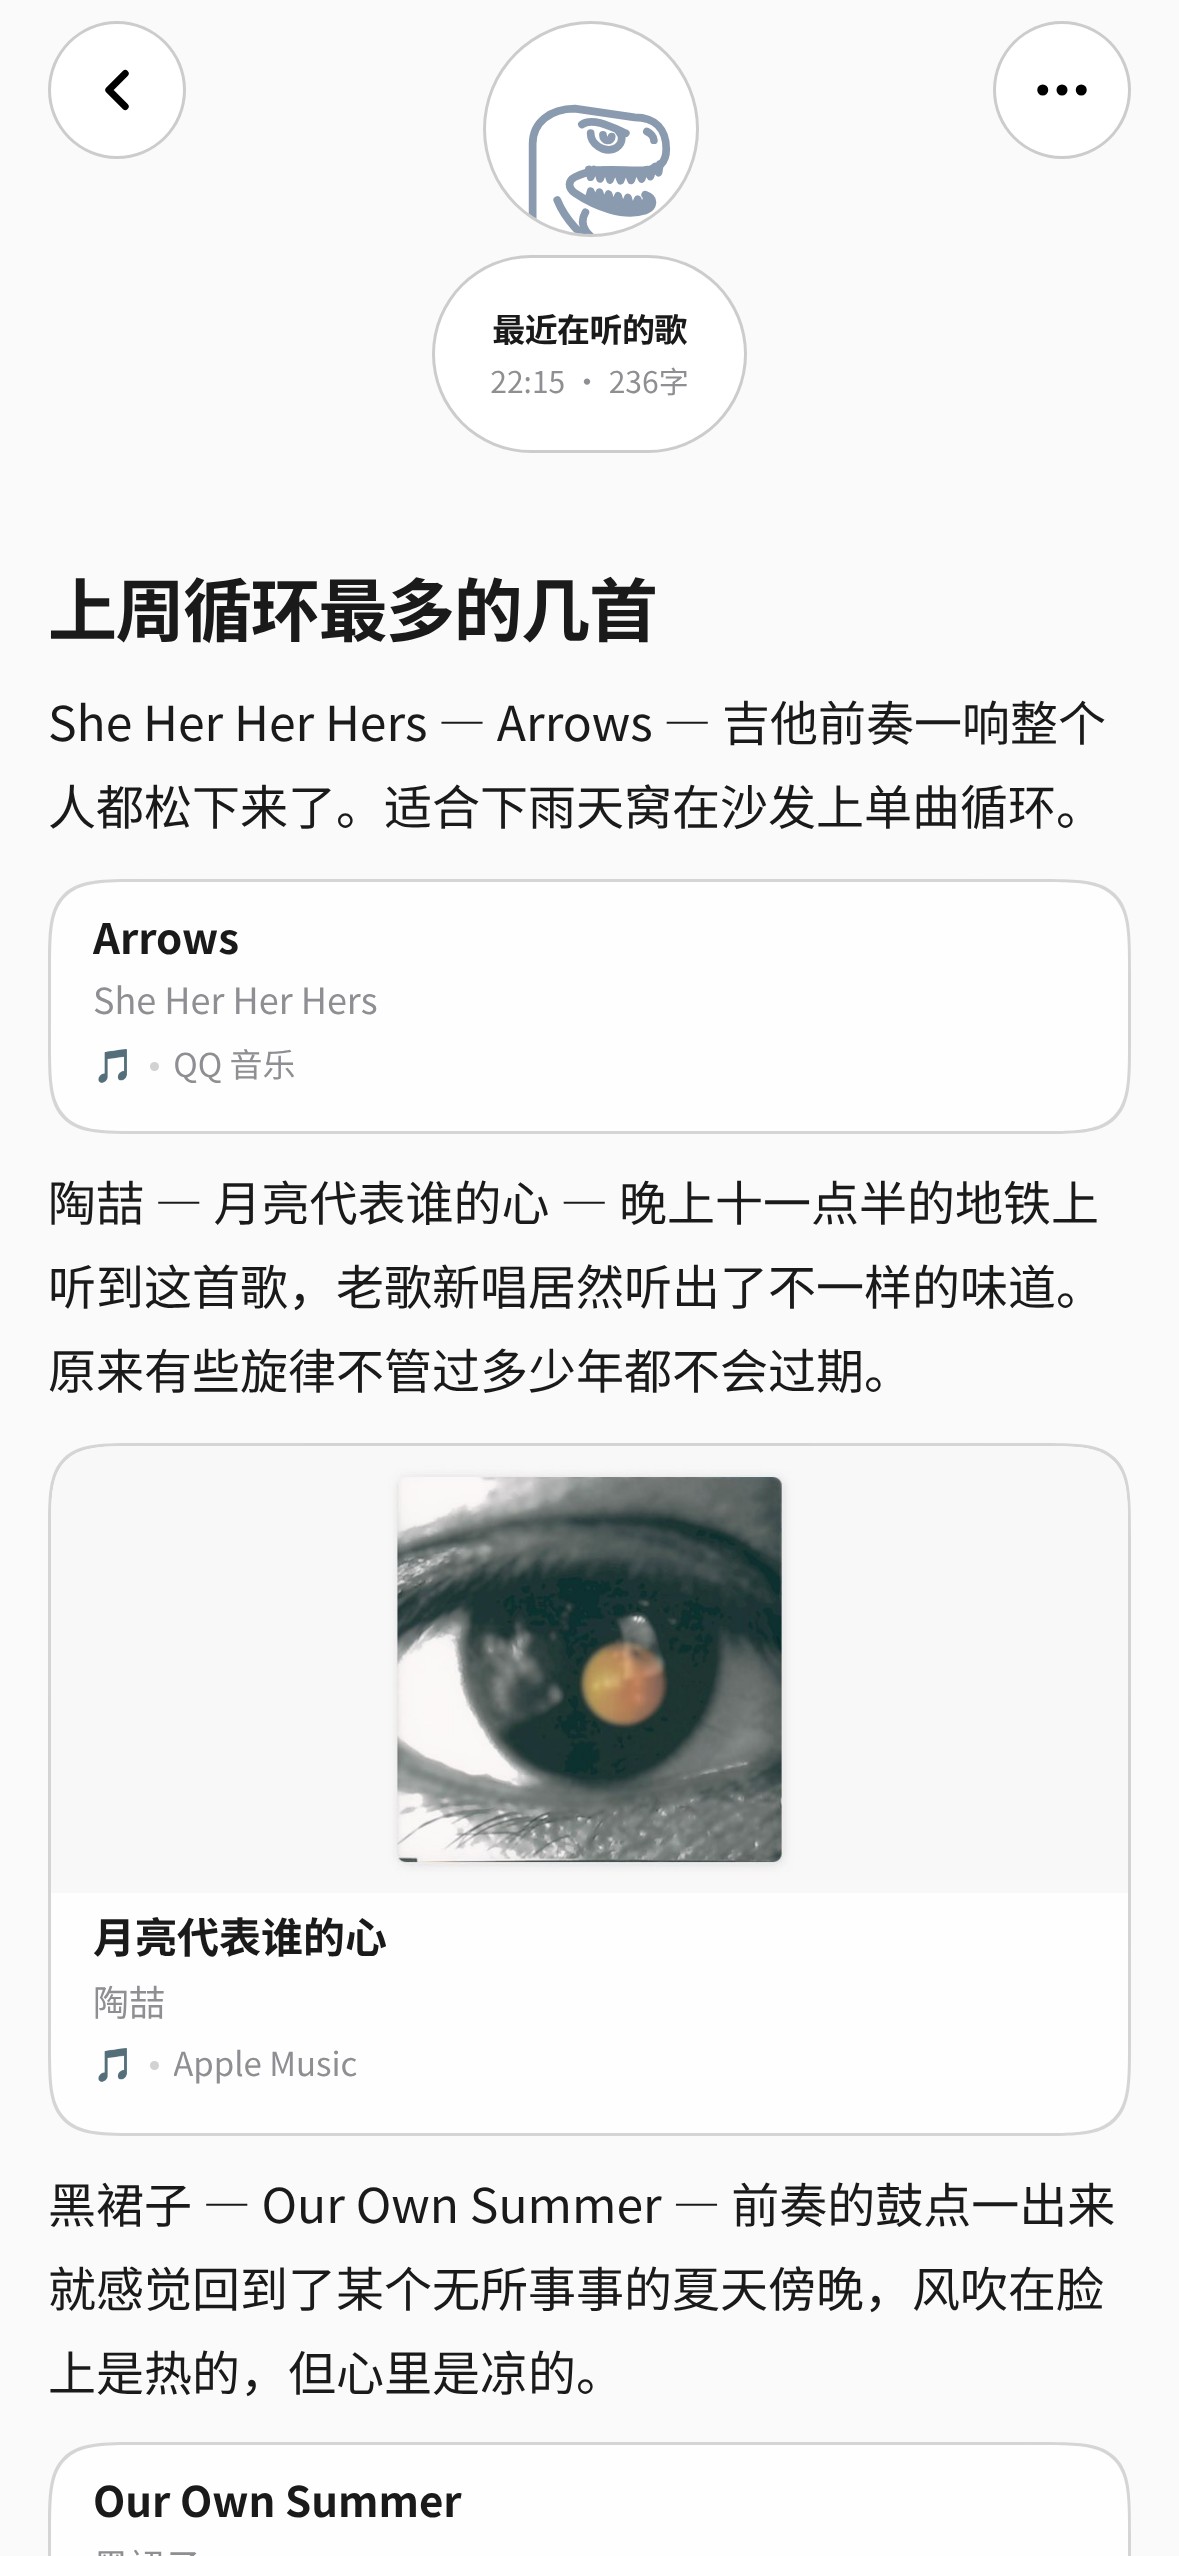 最近在听的歌
22:15 · 236字
上周循环最多的几首
She Her Her Hers — Arrows — 吉他前奏一响整个
人都松下来了。适合下雨天窝在沙发上单曲循环。
Arrows
She Her Her Hers
QQ 音乐
陶喆 — 月亮代表谁的心 — 晚上十一点半的地铁上
听到这首歌，老歌新唱居然听出了不一样的味道。
原来有些旋律不管过多少年都不会过期。
月亮代表谁的心
陶喆
Apple Music
黑裙子 — Our Own Summer — 前奏的鼓点一出来
就感觉回到了某个无所事事的夏天傍晚，风吹在脸
上是热的，但心里是凉的。
Our Own Summer